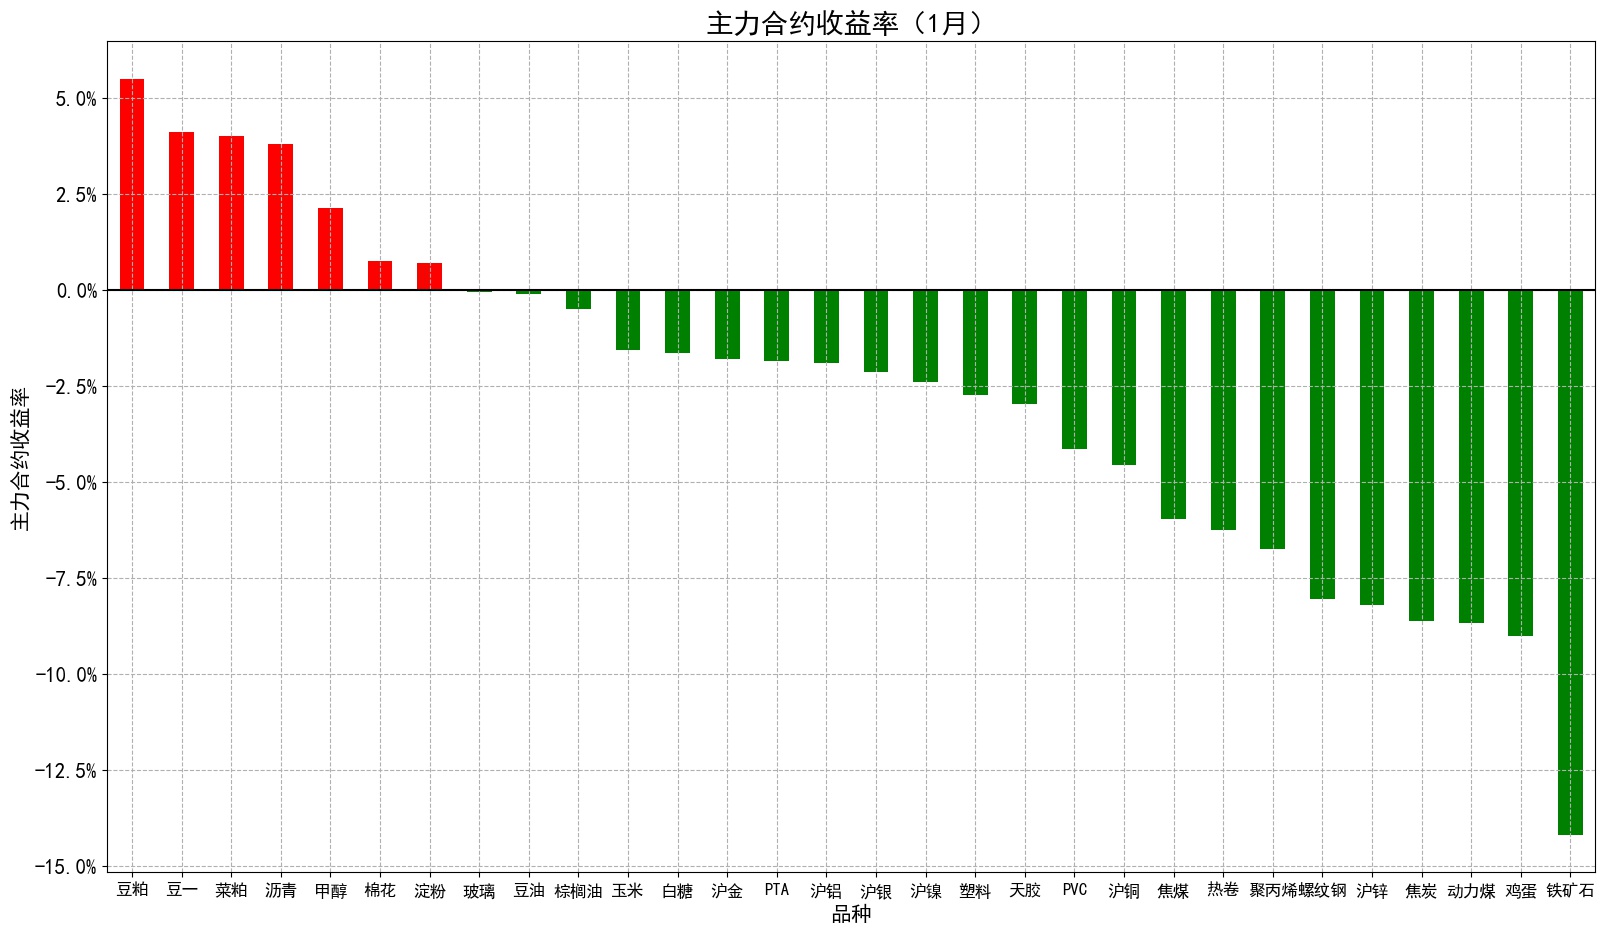 主力合约收益率（1月）
主力合约收益率
5.0%
2.5%
0.0%
−2.5%
−5.0%
−7.5%
−10.0%
−12.5%
−15.0%
豆粕 豆一 菜粕 沥青 甲醇 棉花 淀粉 玻璃 豆油 棕榈油 玉米 白糖 沪金 PTA 沪铝 沪银 沪镍 塑料 天胶 PVC 沪铜 焦煤 热卷 聚丙烯 螺纹钢 沪锌 焦炭 动力煤 鸡蛋 铁矿石
品种